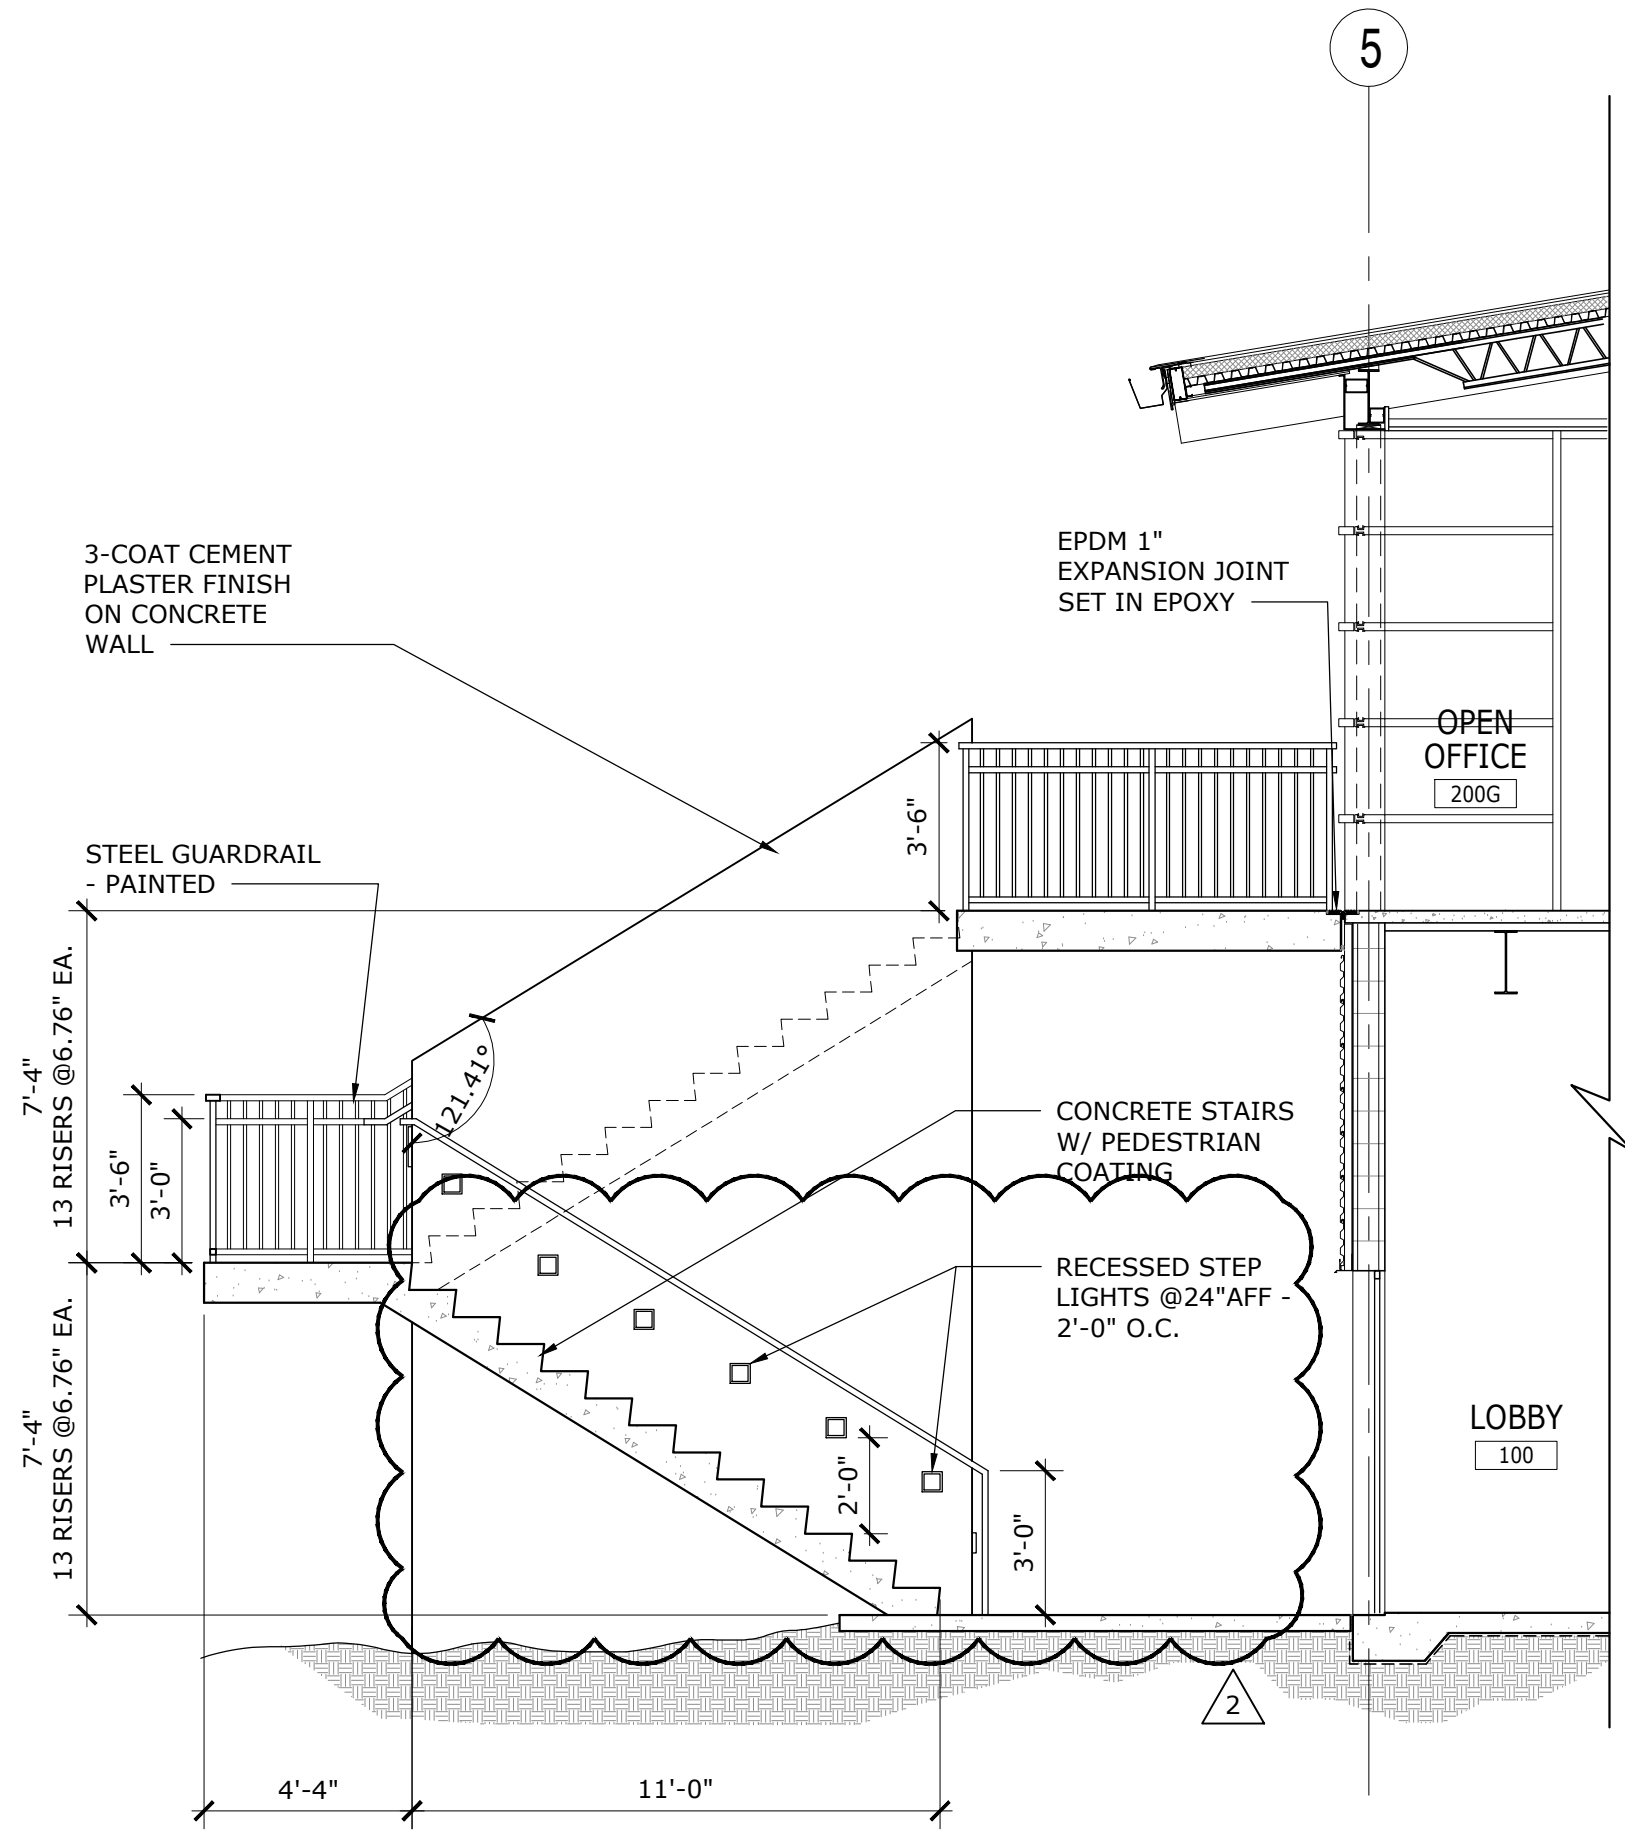 5
3-COAT CEMENT
PLASTER FINISH
ON CONCRETE
WALL
EPDM 1"
EXPANSION JOINT
SET IN EPOXY
OPEN
OFFICE
200G
3'-6"
STEEL GUARDRAIL
- PAINTED
7'-4"
13 RISERS @6.76" EA.
3'-6"
3'-0"
121.41°
CONCRETE STAIRS
W/ PEDESTRIAN
COATING
RECESSED STEP
LIGHTS @24"AFF -
2'-0" O.C.
7'-4"
13 RISERS @6.76" EA.
2'-0"
3'-0"
LOBBY
100
2
4'-4"
11'-0"